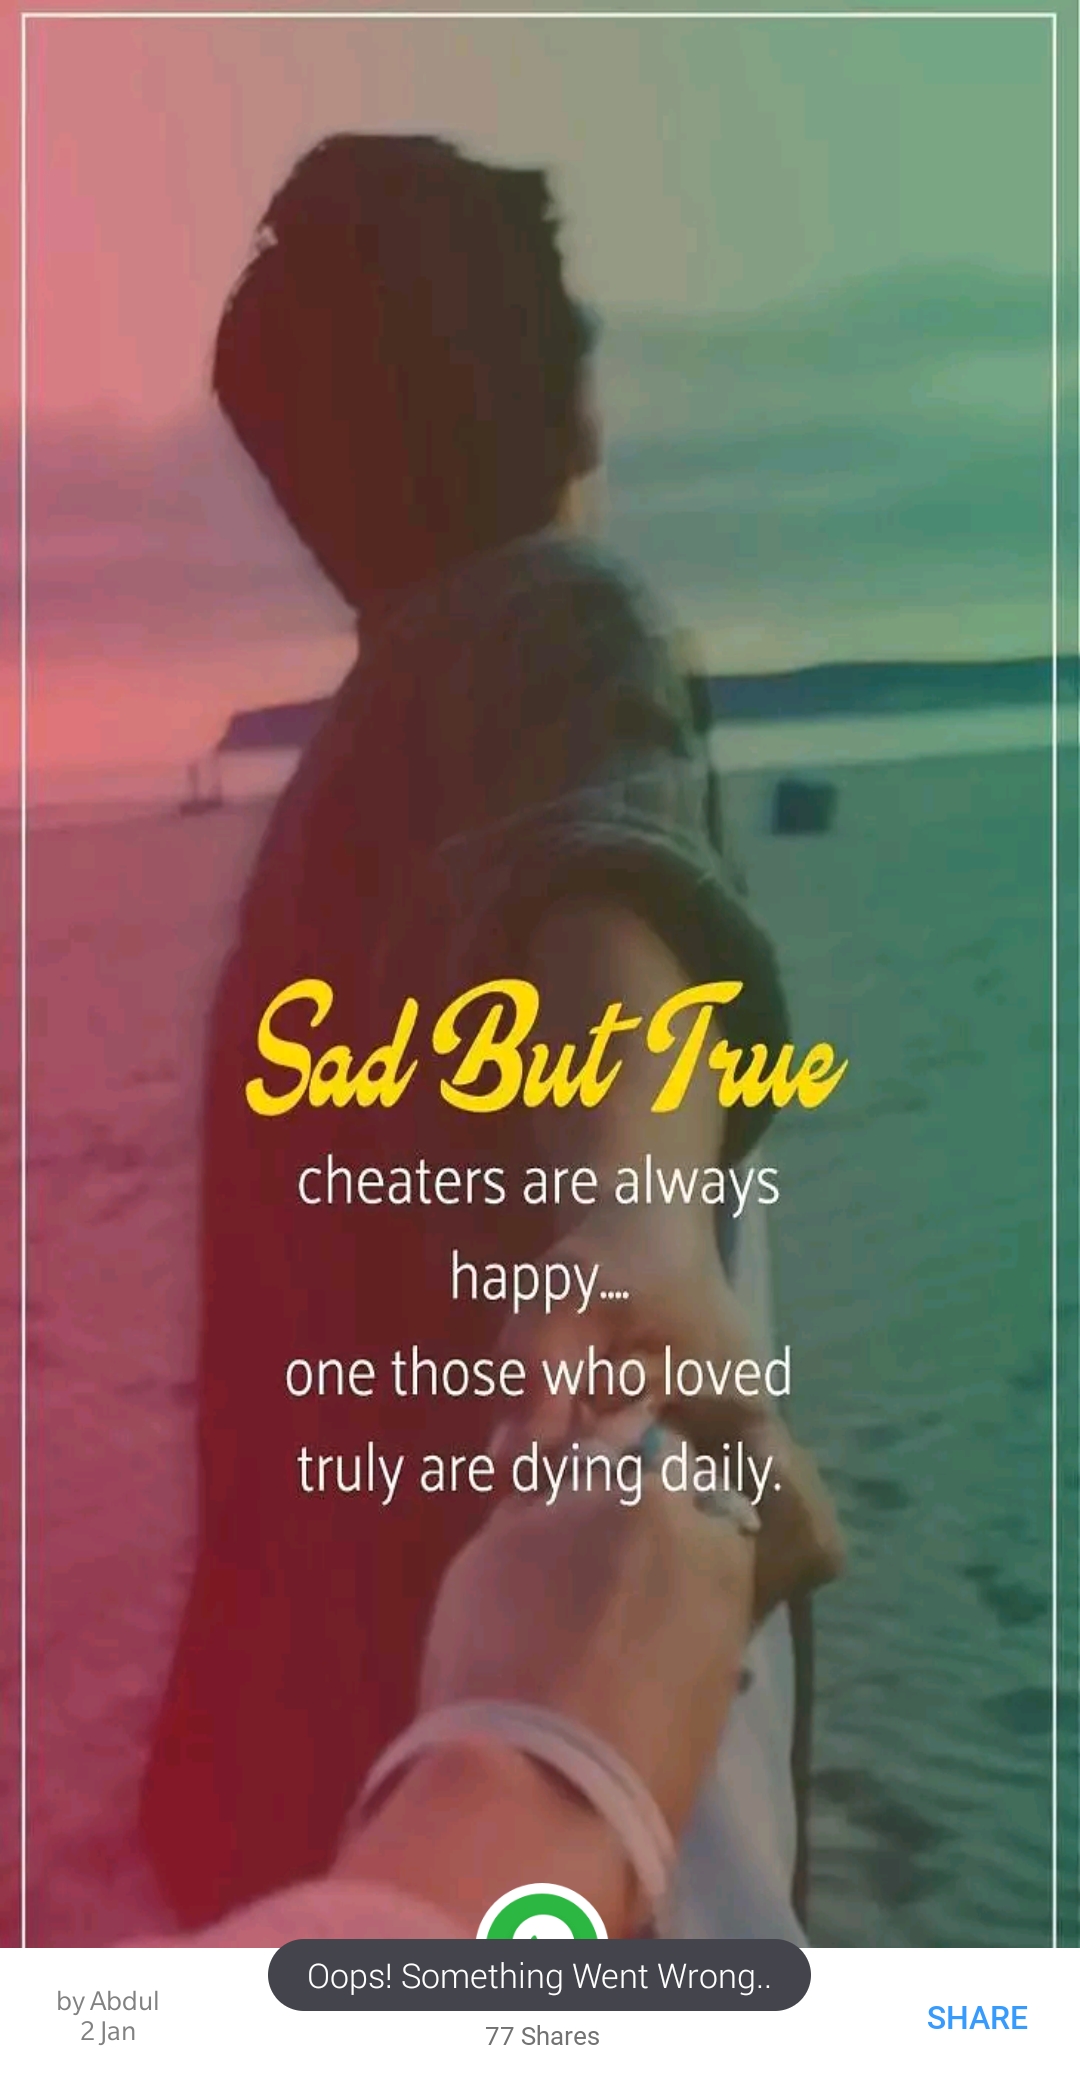 Sad But True
cheaters are always
happy....
one those who loved
truly are dying daily.
Oops! Something Went Wrong..
by Abdul
2 Jan
77 Shares
SHARE